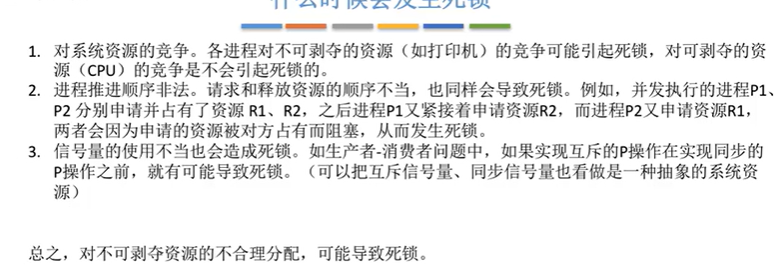 什么时候会发生死锁
1. 对系统资源的竞争。各进程对不可剥夺的资源（如打印机）的竞争可能引起死锁，对可剥夺的资
源（CPU）的竞争是不会引起死锁的。
2. 进程推进顺序非法。请求和释放资源的顺序不当，也同样会导致死锁。例如，并发执行的进程P1、
P2 分别申请并占有了资源 R1、R2，之后进程P1又紧接着申请资源R2，而进程P2又申请资源R1，
两者会因为申请的资源被对方占有而阻塞，从而发生死锁。
3. 信号量的使用不当也会造成死锁。如生产者-消费者问题中，如果实现互斥的P操作在实现同步的
P操作之前，就有可能导致死锁。（可以把互斥信号量、同步信号量也看做是一种抽象的系统资
源）
总之，对不可剥夺资源的不合理分配，可能导致死锁。